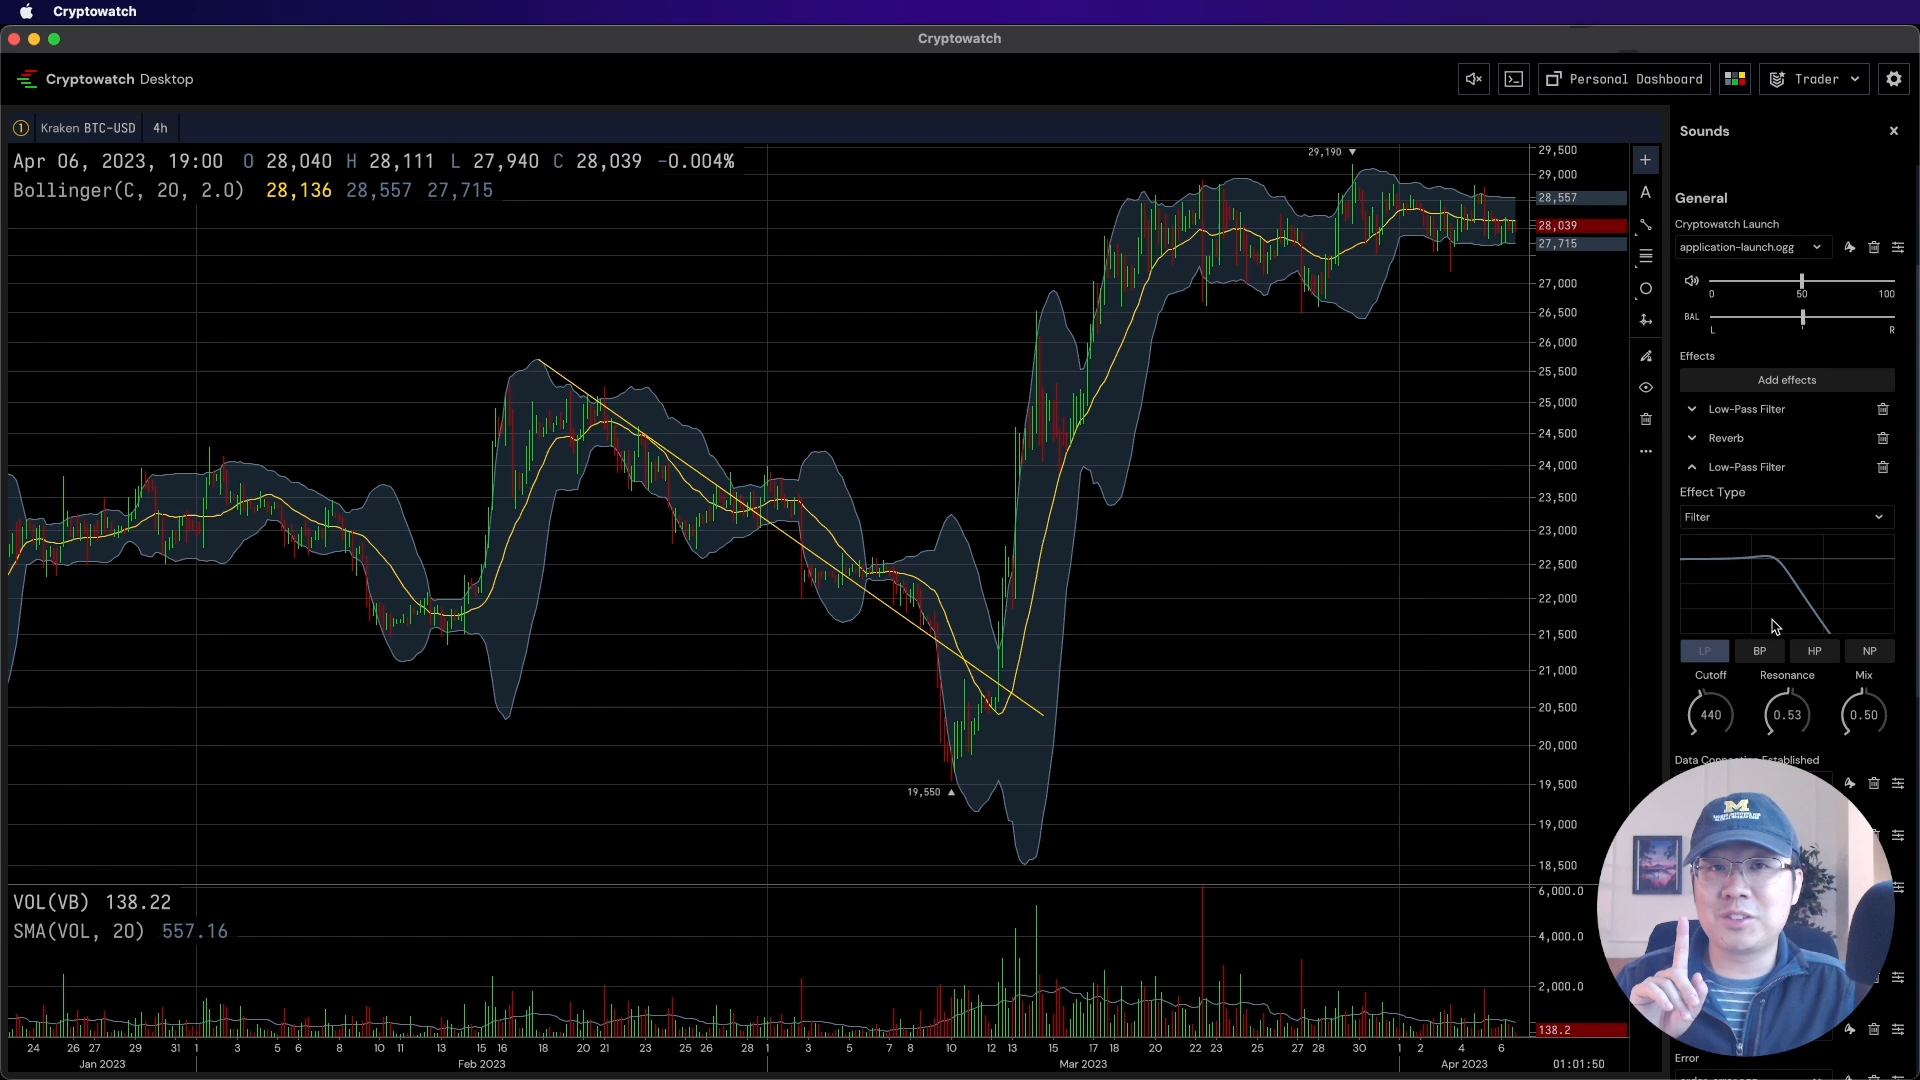 Cryptowatch
Cryptowatch
Cryptowatch Desktop
Personal Dashboard
Trader
1 Kraken BTC-USD 4h
Apr 06, 2023, 19:00 O 28,040 H 28,111 L 27,940 C 28,039 -0.004%
Bollinger(C, 20, 2.0) 28,136 28,557 27,715
29,190
19,550
29,500
29,000
28,557
28,039
27,715
27,000
26,500
26,000
25,500
25,000
24,500
24,000
23,500
23,000
22,500
22,000
21,500
21,000
20,500
20,000
19,500
19,000
18,500
VOL(VB) 138.22
SMA(VOL, 20) 557.16
6,000.0
4,000.0
2,000.0
138.2
24 26 27 29 31 1 3 5 6 8 10 11 13 15 16 18 20 21 23 25 26 28 1 3 5 7 8 10 12 13 15 17 18 20 22 23 25 27 28 30 1 2 4 6
Jan 2023 Feb 2023 Mar 2023 Apr 2023 01:01:50
A
Sounds
General
Cryptowatch Launch
application-launch.ogg
0 50 100
BAL
L R
Effects
Add effects
Low-Pass Filter
Reverb
Low-Pass Filter
Effect Type
Filter
LP BP HP NP
Cutoff Resonance Mix
440 0.53 0.50
Established
M
Error